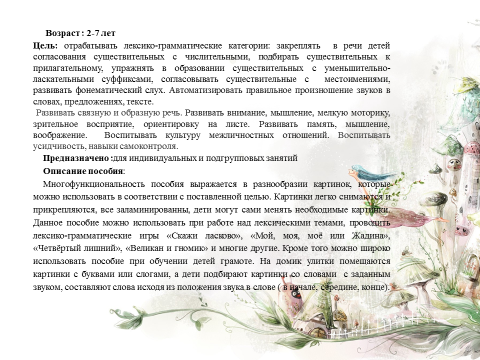 Возраст: 2-7 лет
Цель: отрабатывать лексико-грамматические категории: закреплять в речи детей
согласования существительных с числительными, подбирать существительных к
прилагательному, упражнять в образовании существительных с уменьшительно-
ласкательными суффиксами, согласовывать существительные с местоимениями,
развивать фонематический слух. Автоматизировать правильное произношение звуков в
словах, предложениях, тексте.
Развивать связную и образную речь. Развивать внимание, мышление, мелкую моторику,
зрительное восприятие, ориентировку на листе. Развивать память, мышление,
воображение. Воспитывать культуру межличностных отношений. Воспитывать
усидчивость, навыки самоконтроля.
Предназначено :для индивидуальных и подгрупповых занятий
Описание пособия:
Многофункциональность пособия выражается в разнообразии картинок, которые
можно использовать в соответствии с поставленной целью. Картинки легко снимаются и
прикрепляются, все заламинированны, дети могут сами менять необходимые картинки.
Данное пособие можно использовать при работе над лексическими темами, проводить
лексико-грамматические игры «Скажи ласково», «Мой, моя, моё или Жадина»,
«Четвёртый лишний», «Великан и гномик» и многие другие. Кроме того можно широко
использовать пособие при обучении детей грамоте. На домик улитки помещаются
картинки с буквами или слогами, а дети подбирают картинки со словами с заданным
звуком, составляют слова исходя из положения звука в слове ( в начале, середине, конце).